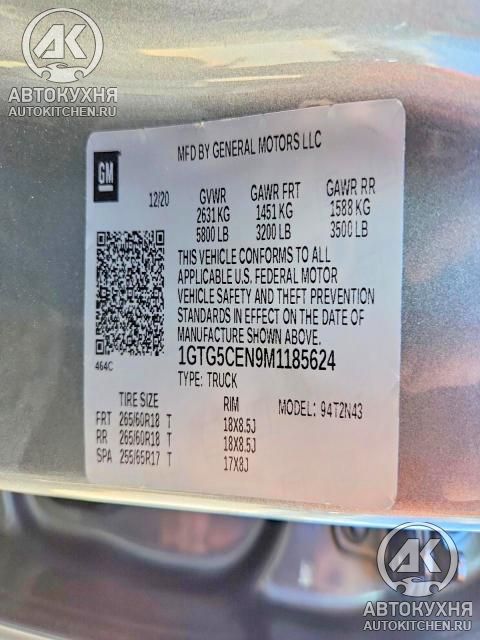 АК
АВТОКУХНЯ
AUTOKITCHEN.RU
GM
MFD BY GENERAL MOTORS LLC
12/20 GVWR GAWR FRT GAWR RR
2631 KG 1451 KG 1588 KG
5800 LB 3200 LB 3500 LB
THIS VEHICLE CONFORMS TO ALL
APPLICABLE U.S. FEDERAL MOTOR
VEHICLE SAFETY AND THEFT PREVENTION
STANDARDS IN EFFECT ON THE DATE OF
MANUFACTURE SHOWN ABOVE.
464C
1GTG5CEN9M1185624
TYPE: TRUCK
TIRE SIZE RIM MODEL: 94T2N43
FRT 265/60R18 T 18X8.5J
RR 265/60R18 T 18X8.5J
SPA 255/65R17 T 17X8J
АК
АВТОКУХНЯ
AUTOKITCHEN.RU